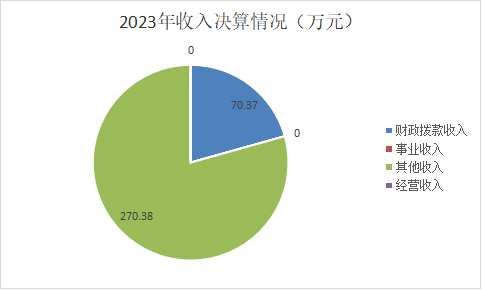 2023年收入决算情况（万元）
0
70.37
0
270.38
财政拨款收入
事业收入
其他收入
经营收入